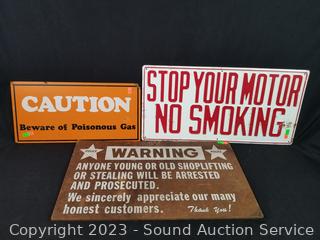 CAUTION
Beware of Poisonous Gas
STOP YOUR MOTOR
NO SMOKING
WARNING
ANYONE YOUNG OR OLD SHOPLIFTING
OR STEALING WILL BE ARRESTED
AND PROSECUTED.
We sincerely appreciate our many
honest customers. Thank You!
Copyright 2023 - Sound Auction Service